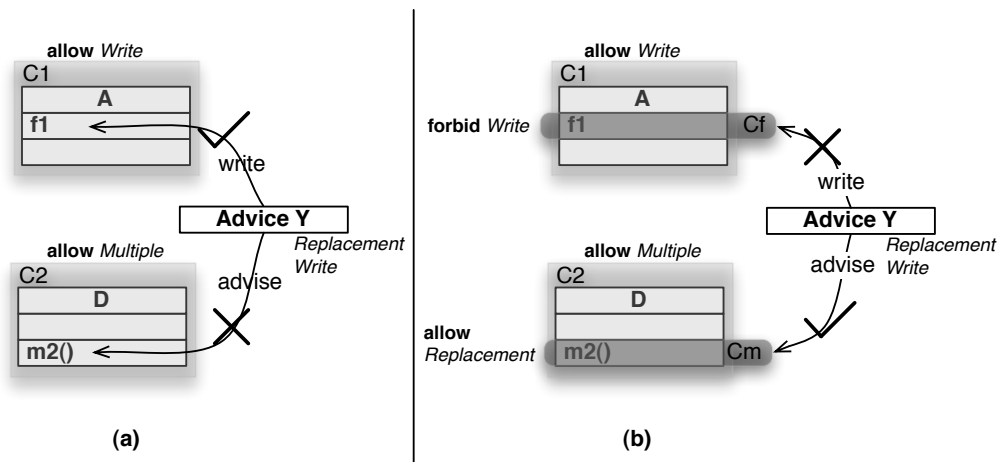 allow Write
C1
A
f1
write
Advice Y
Replacement
Write
allow Multiple
C2
advise
D
m2()
(a)
allow Write
C1
A
forbid Write
f1
Cf
write
Advice Y
Replacement
Write
allow Multiple
C2
advise
D
allow
Replacement
m2()
Cm
(b)